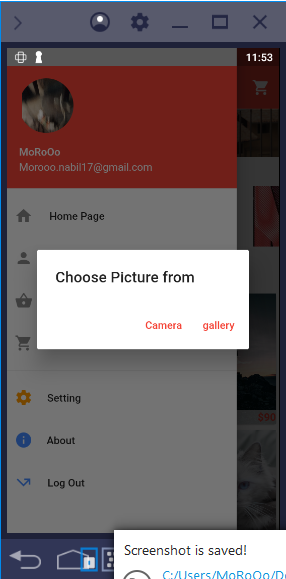 11:53
MoRoOo
Morooo.nabil17@gmail.com
Home Page
Choose Picture from
Camera gallery
$90
Setting
About
Log Out
Screenshot is saved!
C:/Users/MoRoOo/D